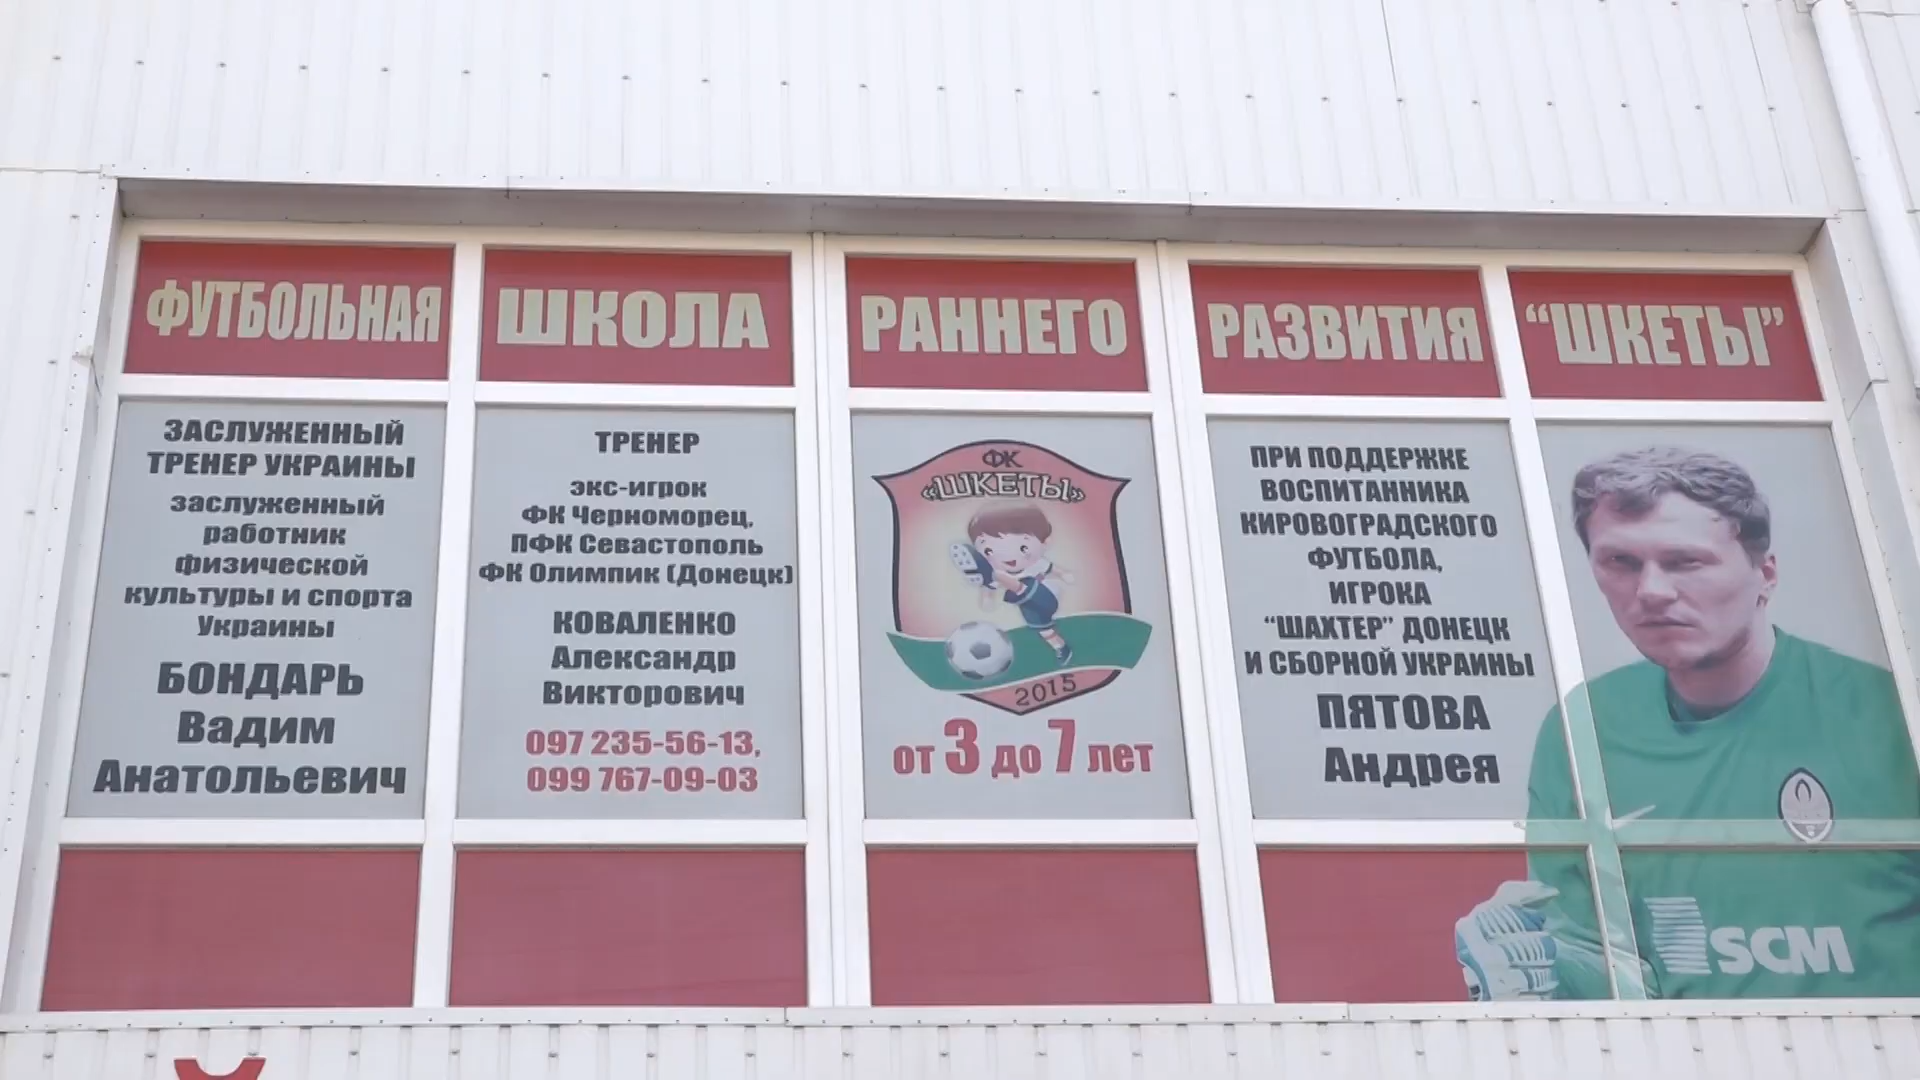 ФУТБОЛЬНАЯ ШКОЛА РАННЕГО РАЗВИТИЯ “ШКЕТЫ”
ЗАСЛУЖЕННЫЙ
ТРЕНЕР УКРАИНЫ
заслуженный
работник
физической
культуры и спорта
Украины
БОНДАРЬ
Вадим
Анатольевич
ТРЕНЕР
экс-игрок
ФК Черноморец,
ПФК Севастополь
ФК Олимпик (Донецк)
КОВАЛЕНКО
Александр
Викторович
097 235-56-13,
099 767-09-03
ФК
«ШКЕТЫ»
2015
от 3 до 7 лет
ПРИ ПОДДЕРЖКЕ
ВОСПИТАННИКА
КИРОВОГРАДСКОГО
ФУТБОЛА,
ИГРОКА
“ШАХТЕР” ДОНЕЦК
И СБОРНОЙ УКРАИНЫ
ПЯТОВА
Андрея
SCM